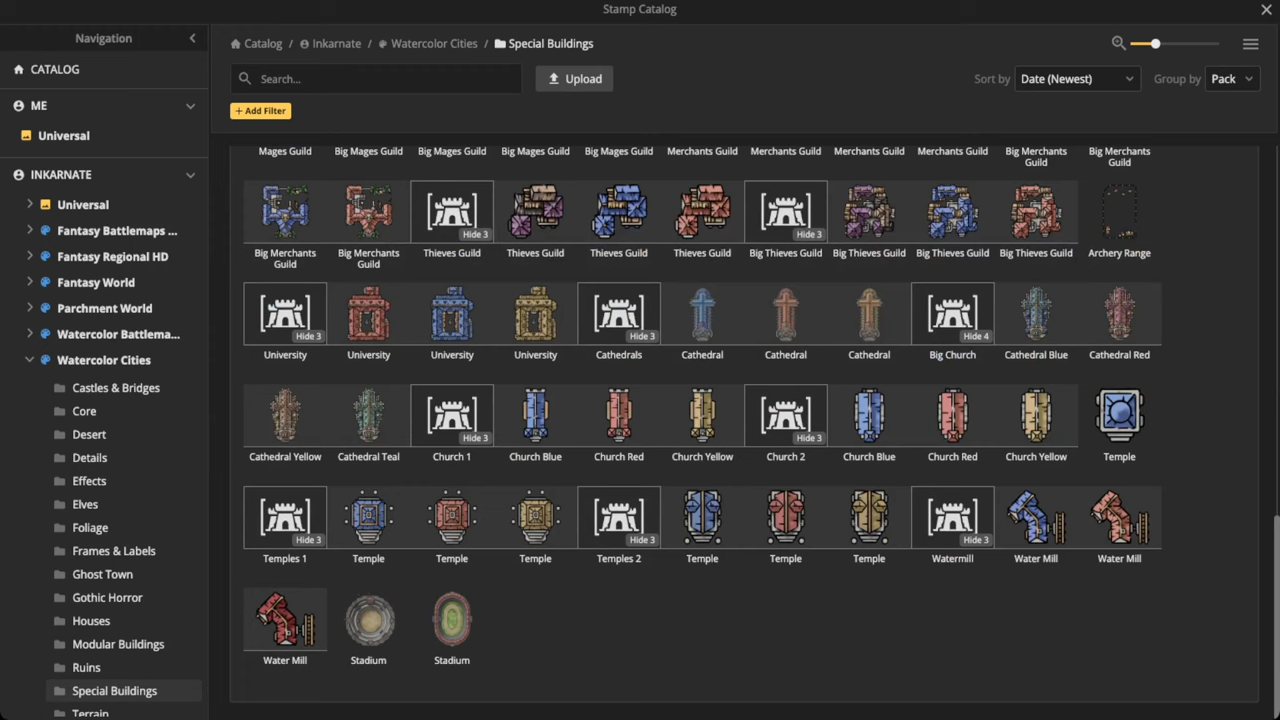 Stamp Catalog
Navigation
CATALOG
ME
Universal
INKARNATE
Universal
Fantasy Battlemaps ...
Fantasy Regional HD
Fantasy World
Parchment World
Watercolor Battlema...
Watercolor Cities
Castles & Bridges
Core
Desert
Details
Effects
Elves
Foliage
Frames & Labels
Ghost Town
Gothic Horror
Houses
Modular Buildings
Ruins
Special Buildings
Terrain
Catalog / Inkarnate / Watercolor Cities / Special Buildings
Search...
Upload
Sort by Date (Newest) Group by Pack
+ Add Filter
Mages Guild Big Mages Guild Big Mages Guild Big Mages Guild Big Mages Guild Merchants Guild Merchants Guild Merchants Guild Merchants Guild Big Merchants Guild Big Merchants Guild
Hide 3 Hide 3
Big Merchants Guild Big Merchants Guild Thieves Guild Thieves Guild Thieves Guild Thieves Guild Big Thieves Guild Big Thieves Guild Big Thieves Guild Big Thieves Guild Archery Range
Hide 3 Hide 3 Hide 4
University University University University Cathedrals Cathedral Cathedral Cathedral Big Church Cathedral Blue Cathedral Red
Hide 3 Hide 3
Cathedral Yellow Cathedral Teal Church 1 Church Blue Church Red Church Yellow Church 2 Church Blue Church Red Church Yellow Temple
Hide 3 Hide 3 Hide 3
Temples 1 Temple Temple Temple Temples 2 Temple Temple Temple Watermill Water Mill Water Mill
Water Mill Stadium Stadium